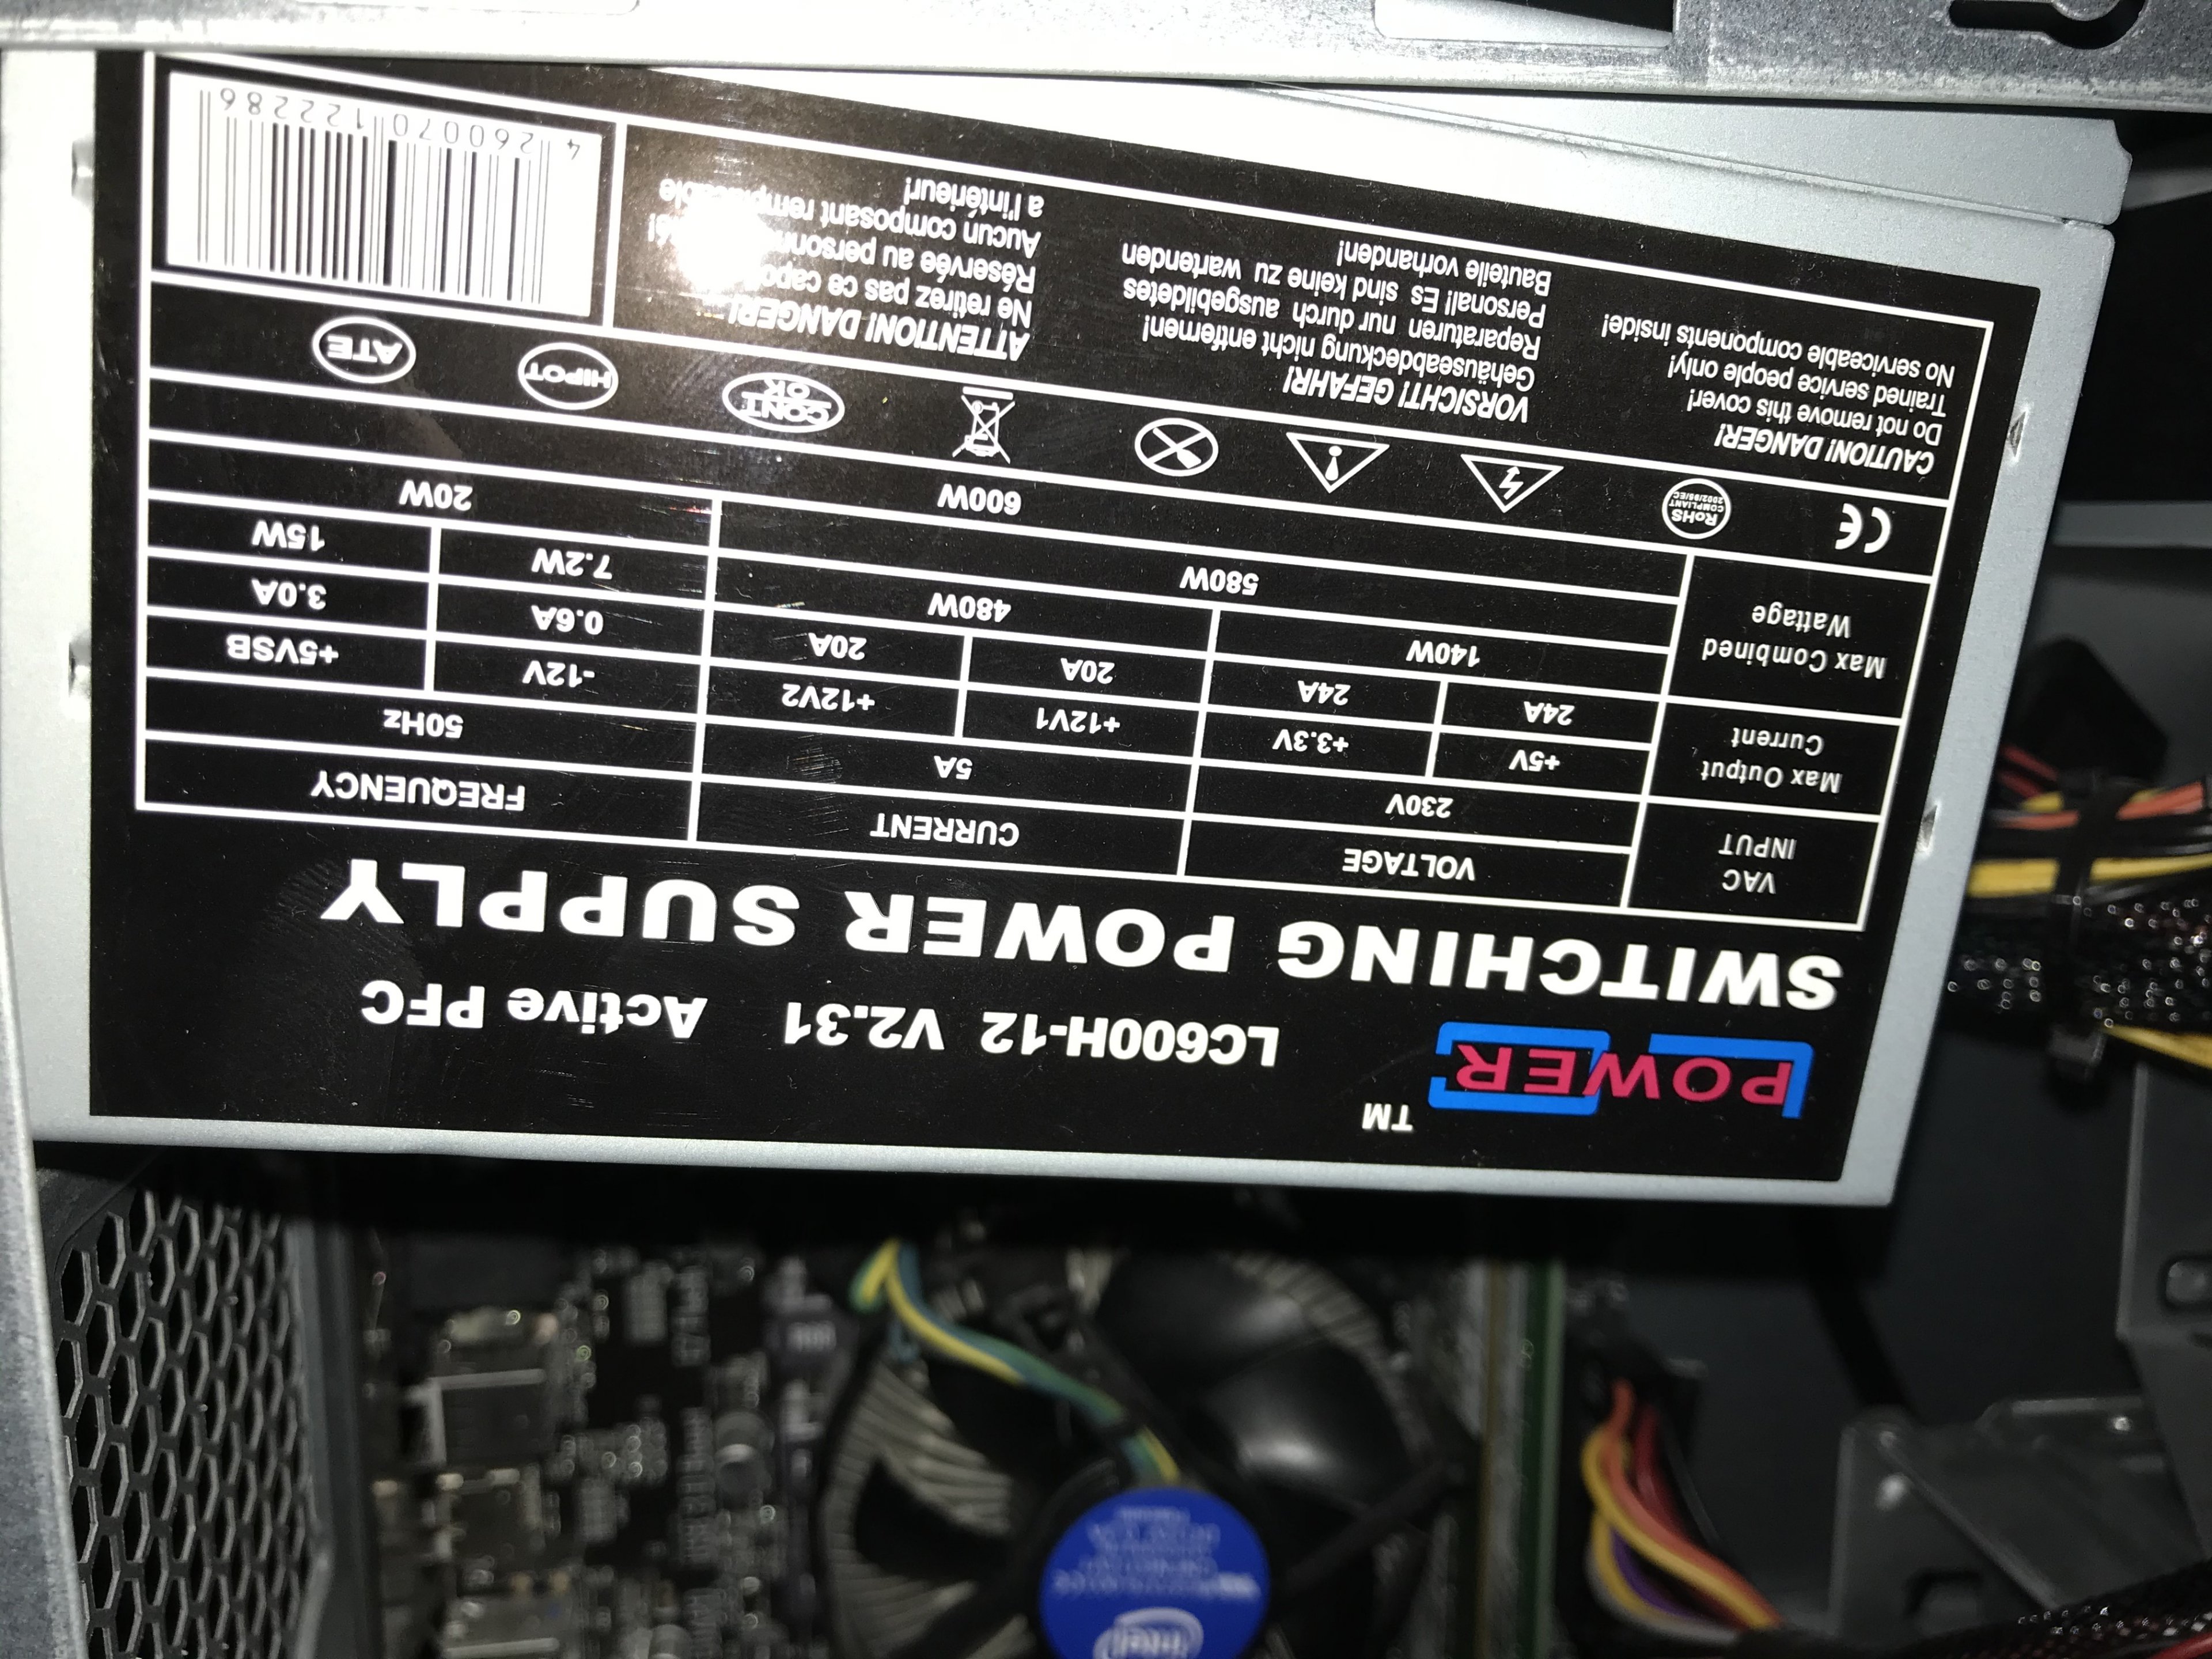 POWER TM
LC600H-12 V2.31 Active PFC
SWITCHING POWER SUPPLY
VAC INPUT
VOLTAGE CURRENT FREQUENCY
230V 5A 50Hz
Max Output Current
+5V +3.3V +12V1 +12V2 -12V +5VSB
24A 24A 20A 20A 0.6A 3.0A
Max Combined Wattage
140W 480W 7.2W 15W
580W 20W
600W
CE
RoHS
COMPLIANT
2002/95/EC
CONT
OK
HIPOT
ATE
CAUTION! DANGER!
Do not remove this cover!
Trained service people only!
No serviceable components inside!
VORSICHT! GEFAHR!
Gehäuseabdeckung nicht entfernen!
Reparaturen nur durch ausgebildetes
Personal! Es sind keine zu wartenden
Bauteile vorhanden!
ATTENTION! DANGER!
Ne retirez pas ce
Réservée au
Aucun composant remplaceable
a l'intérieur!
4 260070 122286
intel